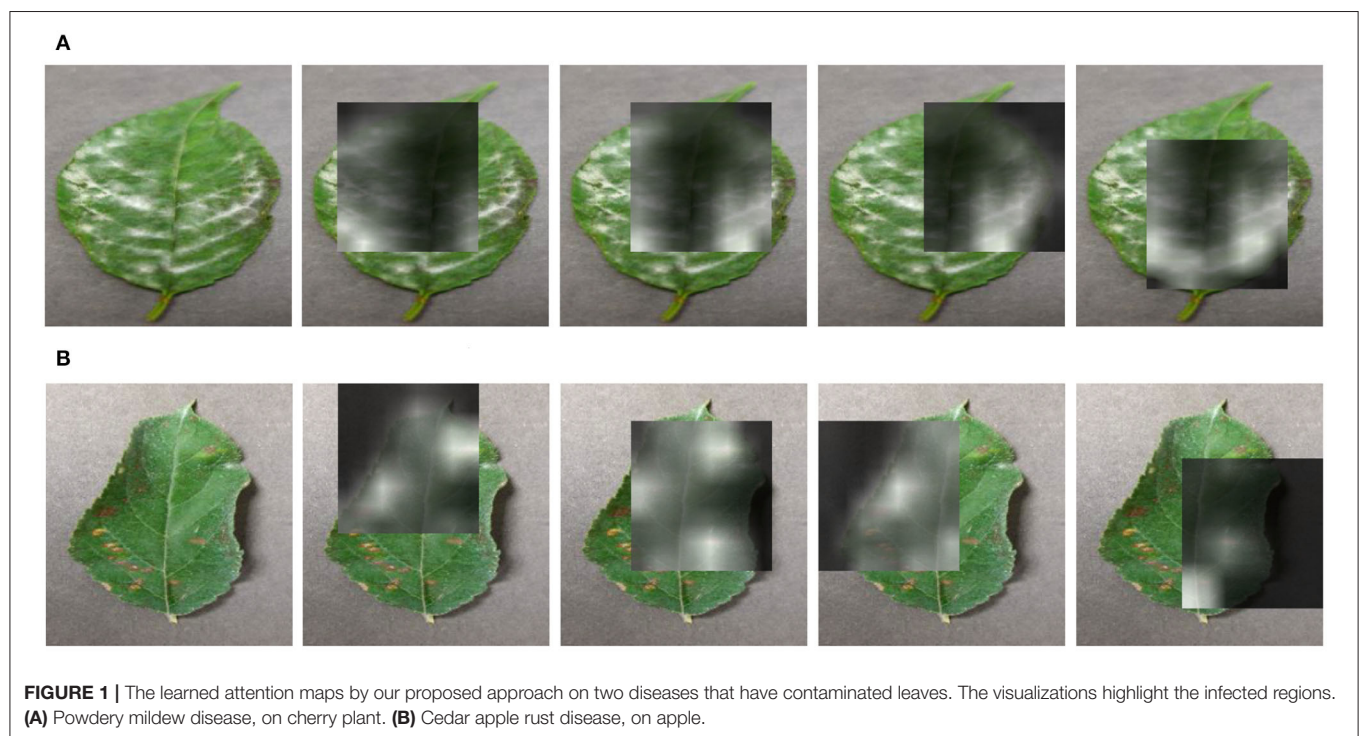 A
B
FIGURE 1 | The learned attention maps by our proposed approach on two diseases that have contaminated leaves. The visualizations highlight the infected regions.
(A) Powdery mildew disease, on cherry plant. (B) Cedar apple rust disease, on apple.